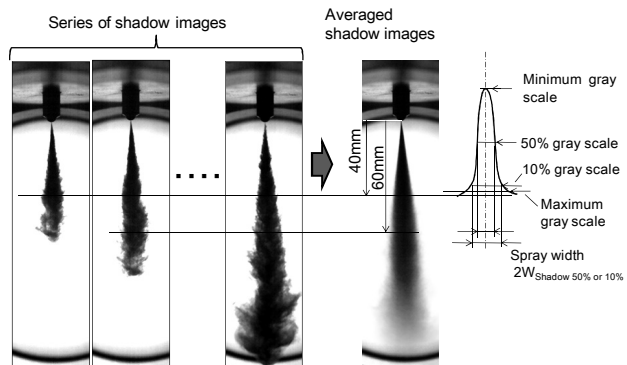 Series of shadow images
Averaged
shadow images
40mm
60mm
Minimum gray
scale
50% gray scale
10% gray scale
Maximum
gray scale
Spray width
2W_Shadow 50% or 10%